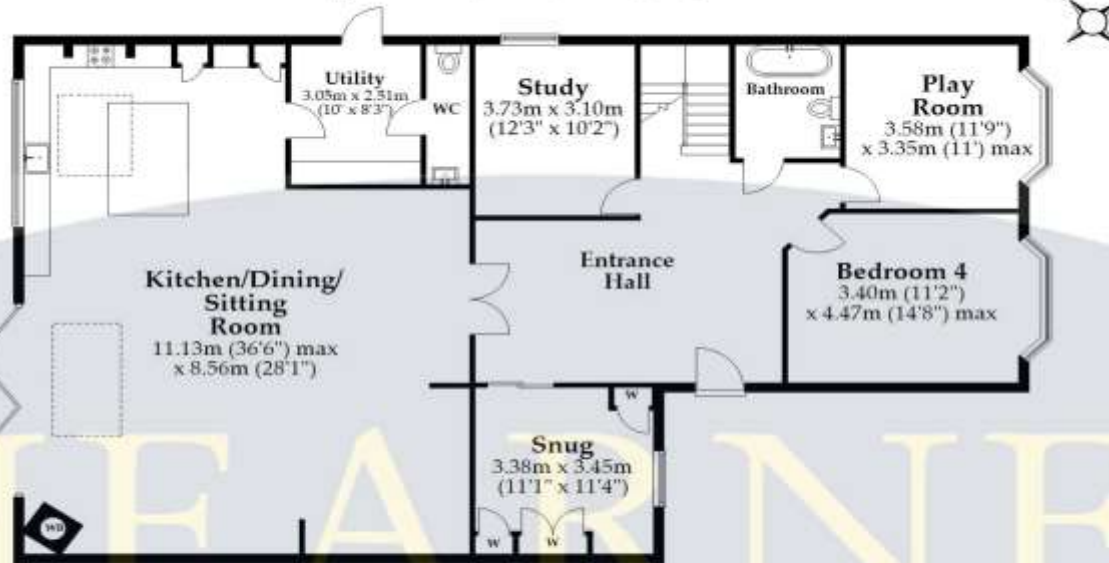 Utility
3.05m x 2.51m
(10' x 8'3")
WC
Study
3.73m x 3.10m
(12'3" x 10'2")
Bathroom
Play
Room
3.58m (11'9")
x 3.35m (11') max
Kitchen/Dining/
Sitting
Room
11.13m (36'6") max
x 8.56m (28'1")
Entrance
Hall
Bedroom 4
3.40m (11'2")
x 4.47m (14'8") max
W
Snug
3.38m x 3.45m
(11'1" x 11'4")
W
W
WB
EARNE